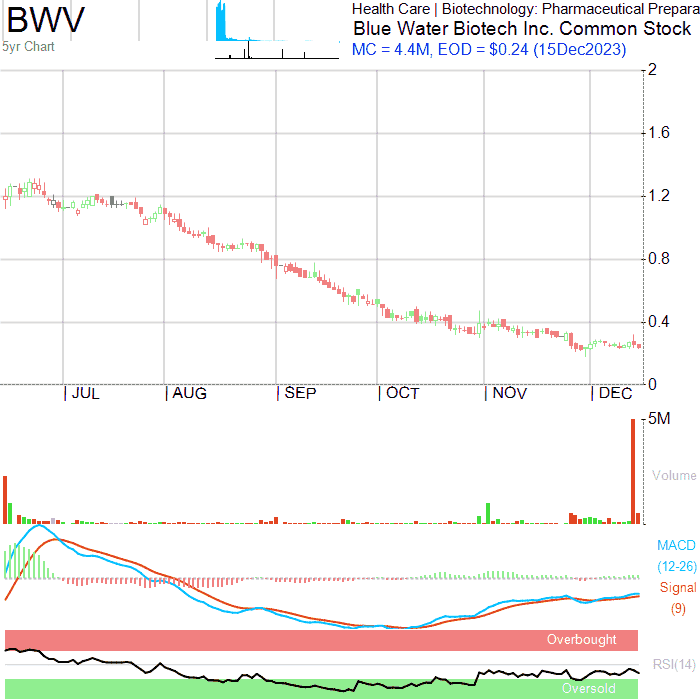 BWV
5yr Chart
Health Care | Biotechnology: Pharmaceutical Prepara
Blue Water Biotech Inc. Common Stock
MC = 4.4M, EOD = $0.24 (15Dec2023)
2
1.6
1.2
0.8
0.4
0
| JUL | AUG | SEP | OCT | NOV | DEC
5M
Volume
MACD
(12-26)
Signal
(9)
Overbought
RSI(14)
Oversold